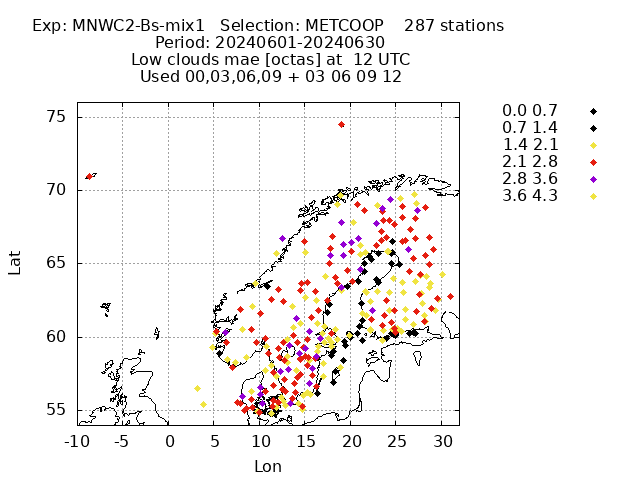 Exp: MNWC2-Bs-mix1   Selection: METCOOP    287 stations
Period: 20240601-20240630
Low clouds mae [octas] at  12 UTC
Used 00,03,06,09 + 03 06 09 12
0.0 0.7
0.7 1.4
1.4 2.1
2.1 2.8
2.8 3.6
3.6 4.3
75
70
65
60
55
Lat
-10 -5 0 5 10 15 20 25 30
Lon